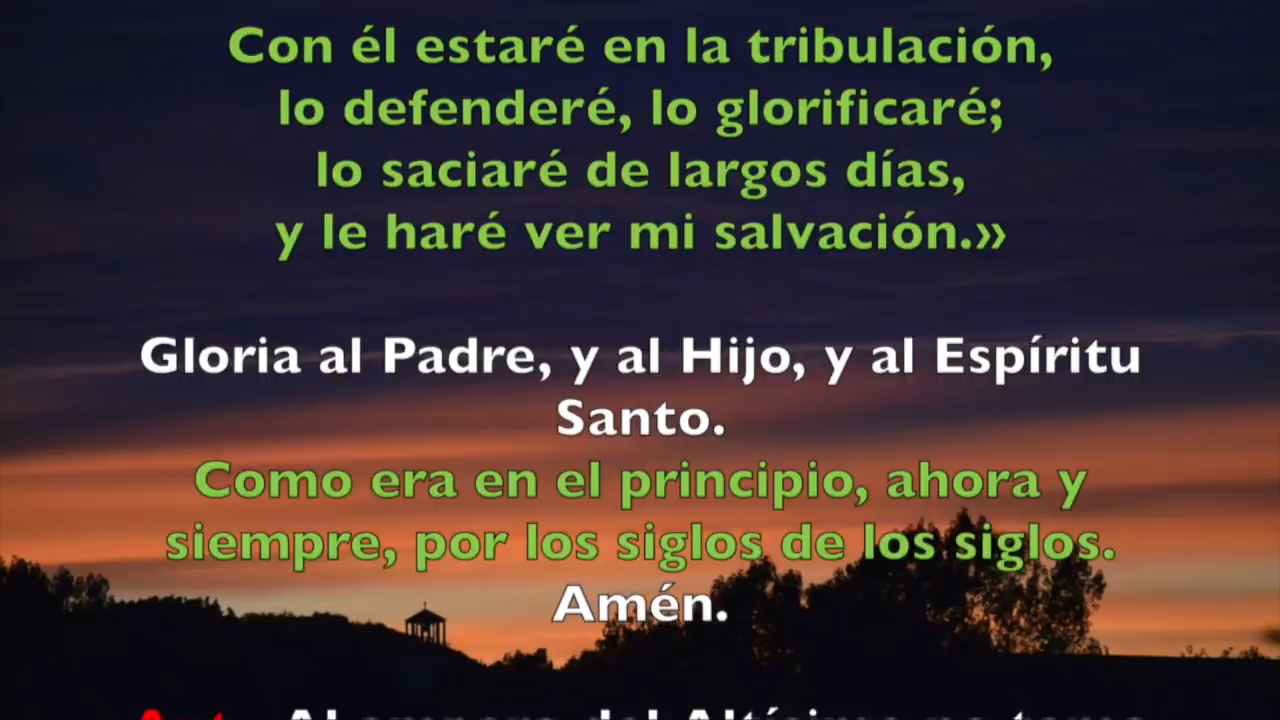 Con él estaré en la tribulación,
lo defenderé, lo glorificaré;
lo saciaré de largos días,
y le haré ver mi salvación.»
Gloria al Padre, y al Hijo, y al Espíritu
Santo.
Como era en el principio, ahora y
siempre, por los siglos de los siglos.
Amén.